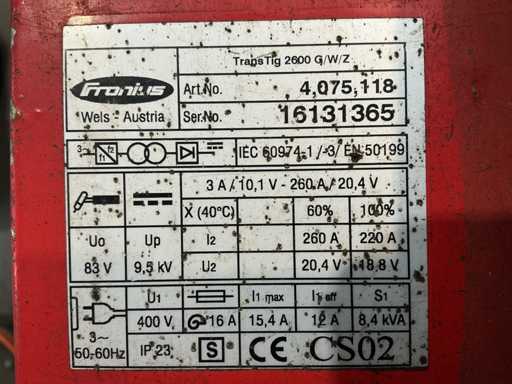 TransTig 2600 G/W/Z
Fronius
Art.No. 4,075,118
Wels - Austria
Ser.No. 16131365
3~ f1 f2
IEC 60974-1 /-3/ EN 50199
3 A / 10,1 V - 260 A / 20,4 V
X (40°C) 60% 100%
Uo Up I2 260 A 220 A
83 V 9,5 kV U2 20,4 V 18,8 V
U1 I1 max I1 eff S1
400 V 16 A 15,4 A 12 A 8,4 kVA
3~
50-60Hz IP 23 S CE CS02